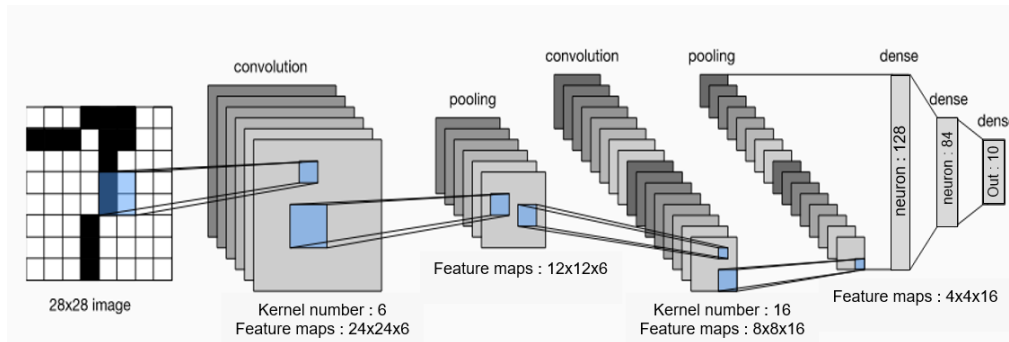 convolution
pooling
convolution
pooling
dense
dense
dens
neuron : 128
neuron : 84
Out : 10
28x28 image
Kernel number : 6
Feature maps : 24x24x6
Feature maps : 12x12x6
Kernel number : 16
Feature maps : 8x8x16
Feature maps : 4x4x16